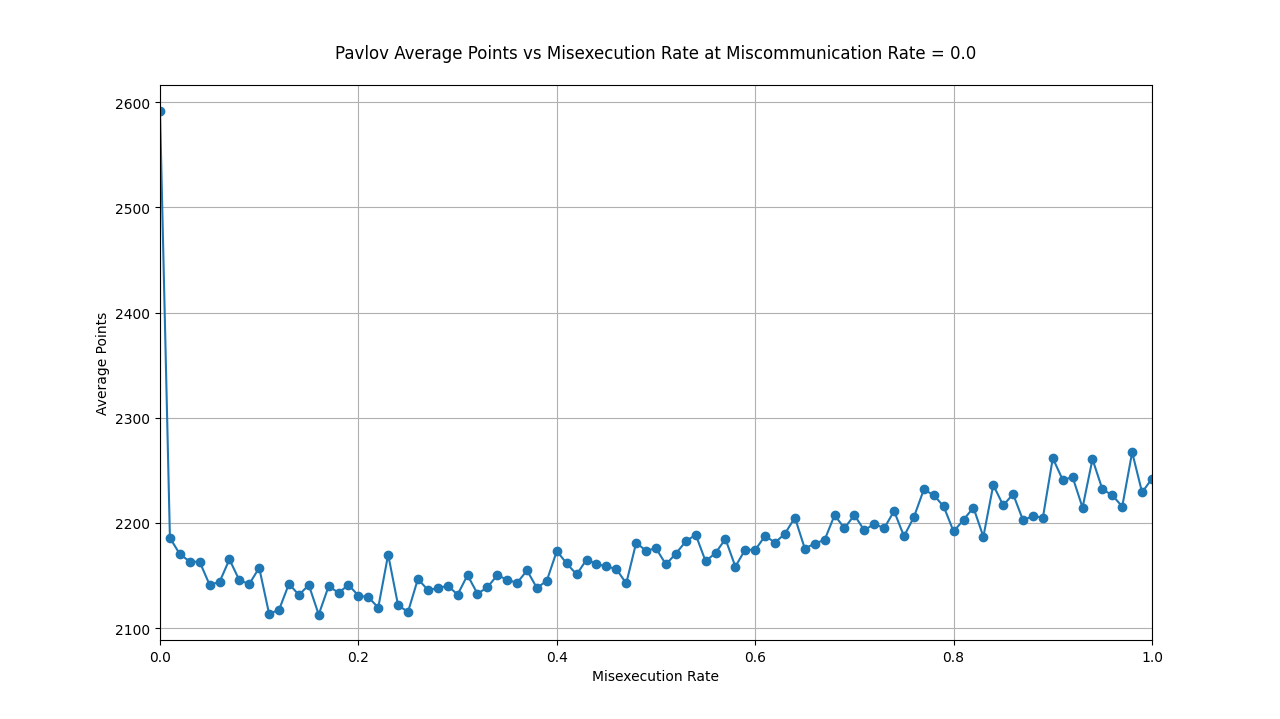 Pavlov Average Points vs Misexecution Rate at Miscommunication Rate = 0.0
2600
2500
2400
2300
2200
2100
Average Points
0.0 0.2 0.4 0.6 0.8 1.0
Misexecution Rate